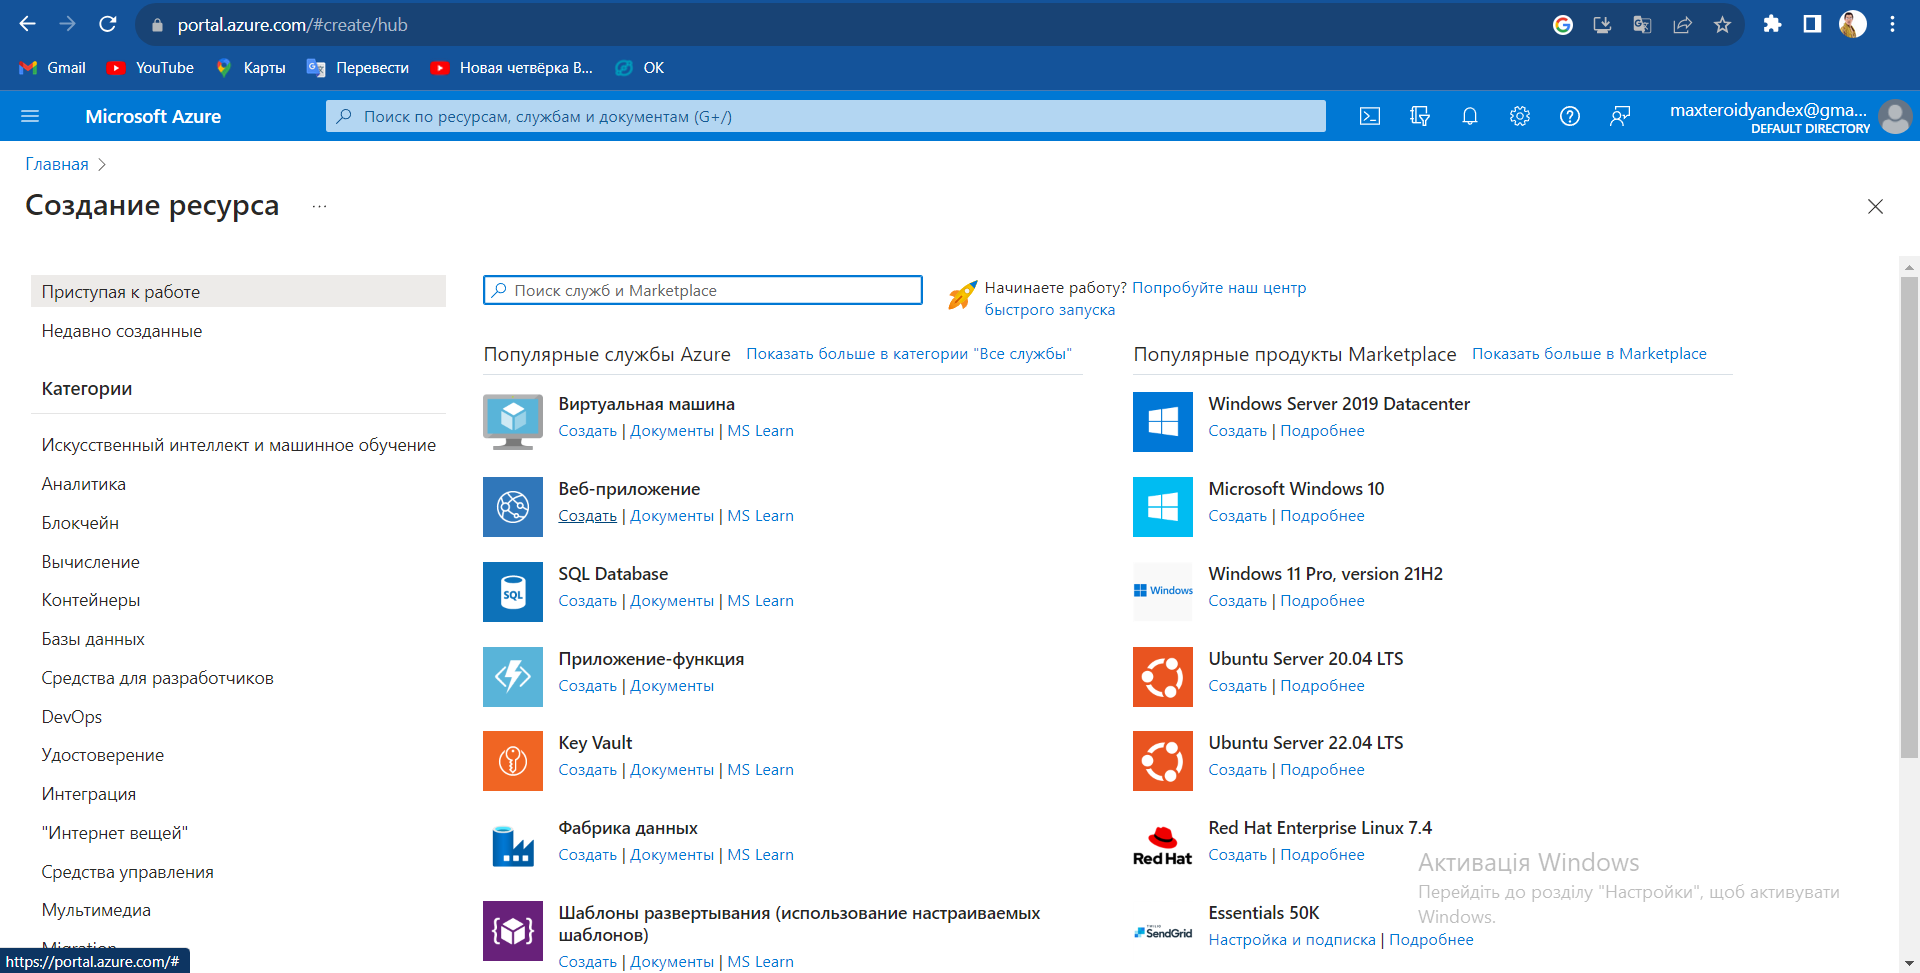 portal.azure.com/#create/hub
Gmail YouTube Карты Перевести Новая четвёрка В... ОК
Microsoft Azure
Поиск по ресурсам, службам и документам (G+/)
maxteroidyandex@gma...
DEFAULT DIRECTORY
Главная
Создание ресурса ...
Приступая к работе
Недавно созданные
Категории
Искусственный интеллект и машинное обучение
Аналитика
Блокчейн
Вычисление
Контейнеры
Базы данных
Средства для разработчиков
DevOps
Удостоверение
Интеграция
"Интернет вещей"
Средства управления
Мультимедиа
Migration
https://portal.azure.com/#
Поиск служб и Marketplace
Начинаете работу? Попробуйте наш центр
быстрого запуска
Популярные службы Azure Показать больше в категории "Все службы"
Виртуальная машина
Создать | Документы | MS Learn
Веб-приложение
Создать | Документы | MS Learn
SQL
SQL Database
Создать | Документы | MS Learn
Приложение-функция
Создать | Документы
Key Vault
Создать | Документы | MS Learn
Фабрика данных
Создать | Документы | MS Learn
Шаблоны развертывания (использование настраиваемых
шаблонов)
Создать | Документы | MS Learn
Популярные продукты Marketplace Показать больше в Marketplace
Windows Server 2019 Datacenter
Создать | Подробнее
Microsoft Windows 10
Создать | Подробнее
Windows
Windows 11 Pro, version 21H2
Создать | Подробнее
Ubuntu Server 20.04 LTS
Создать | Подробнее
Ubuntu Server 22.04 LTS
Создать | Подробнее
Red Hat
Red Hat Enterprise Linux 7.4
Создать | Подробнее
SendGrid
Essentials 50K
Настройка и подписка | Подробнее
Активація Windows
Перейдіть до розділу "Настройки", щоб активувати
Windows.